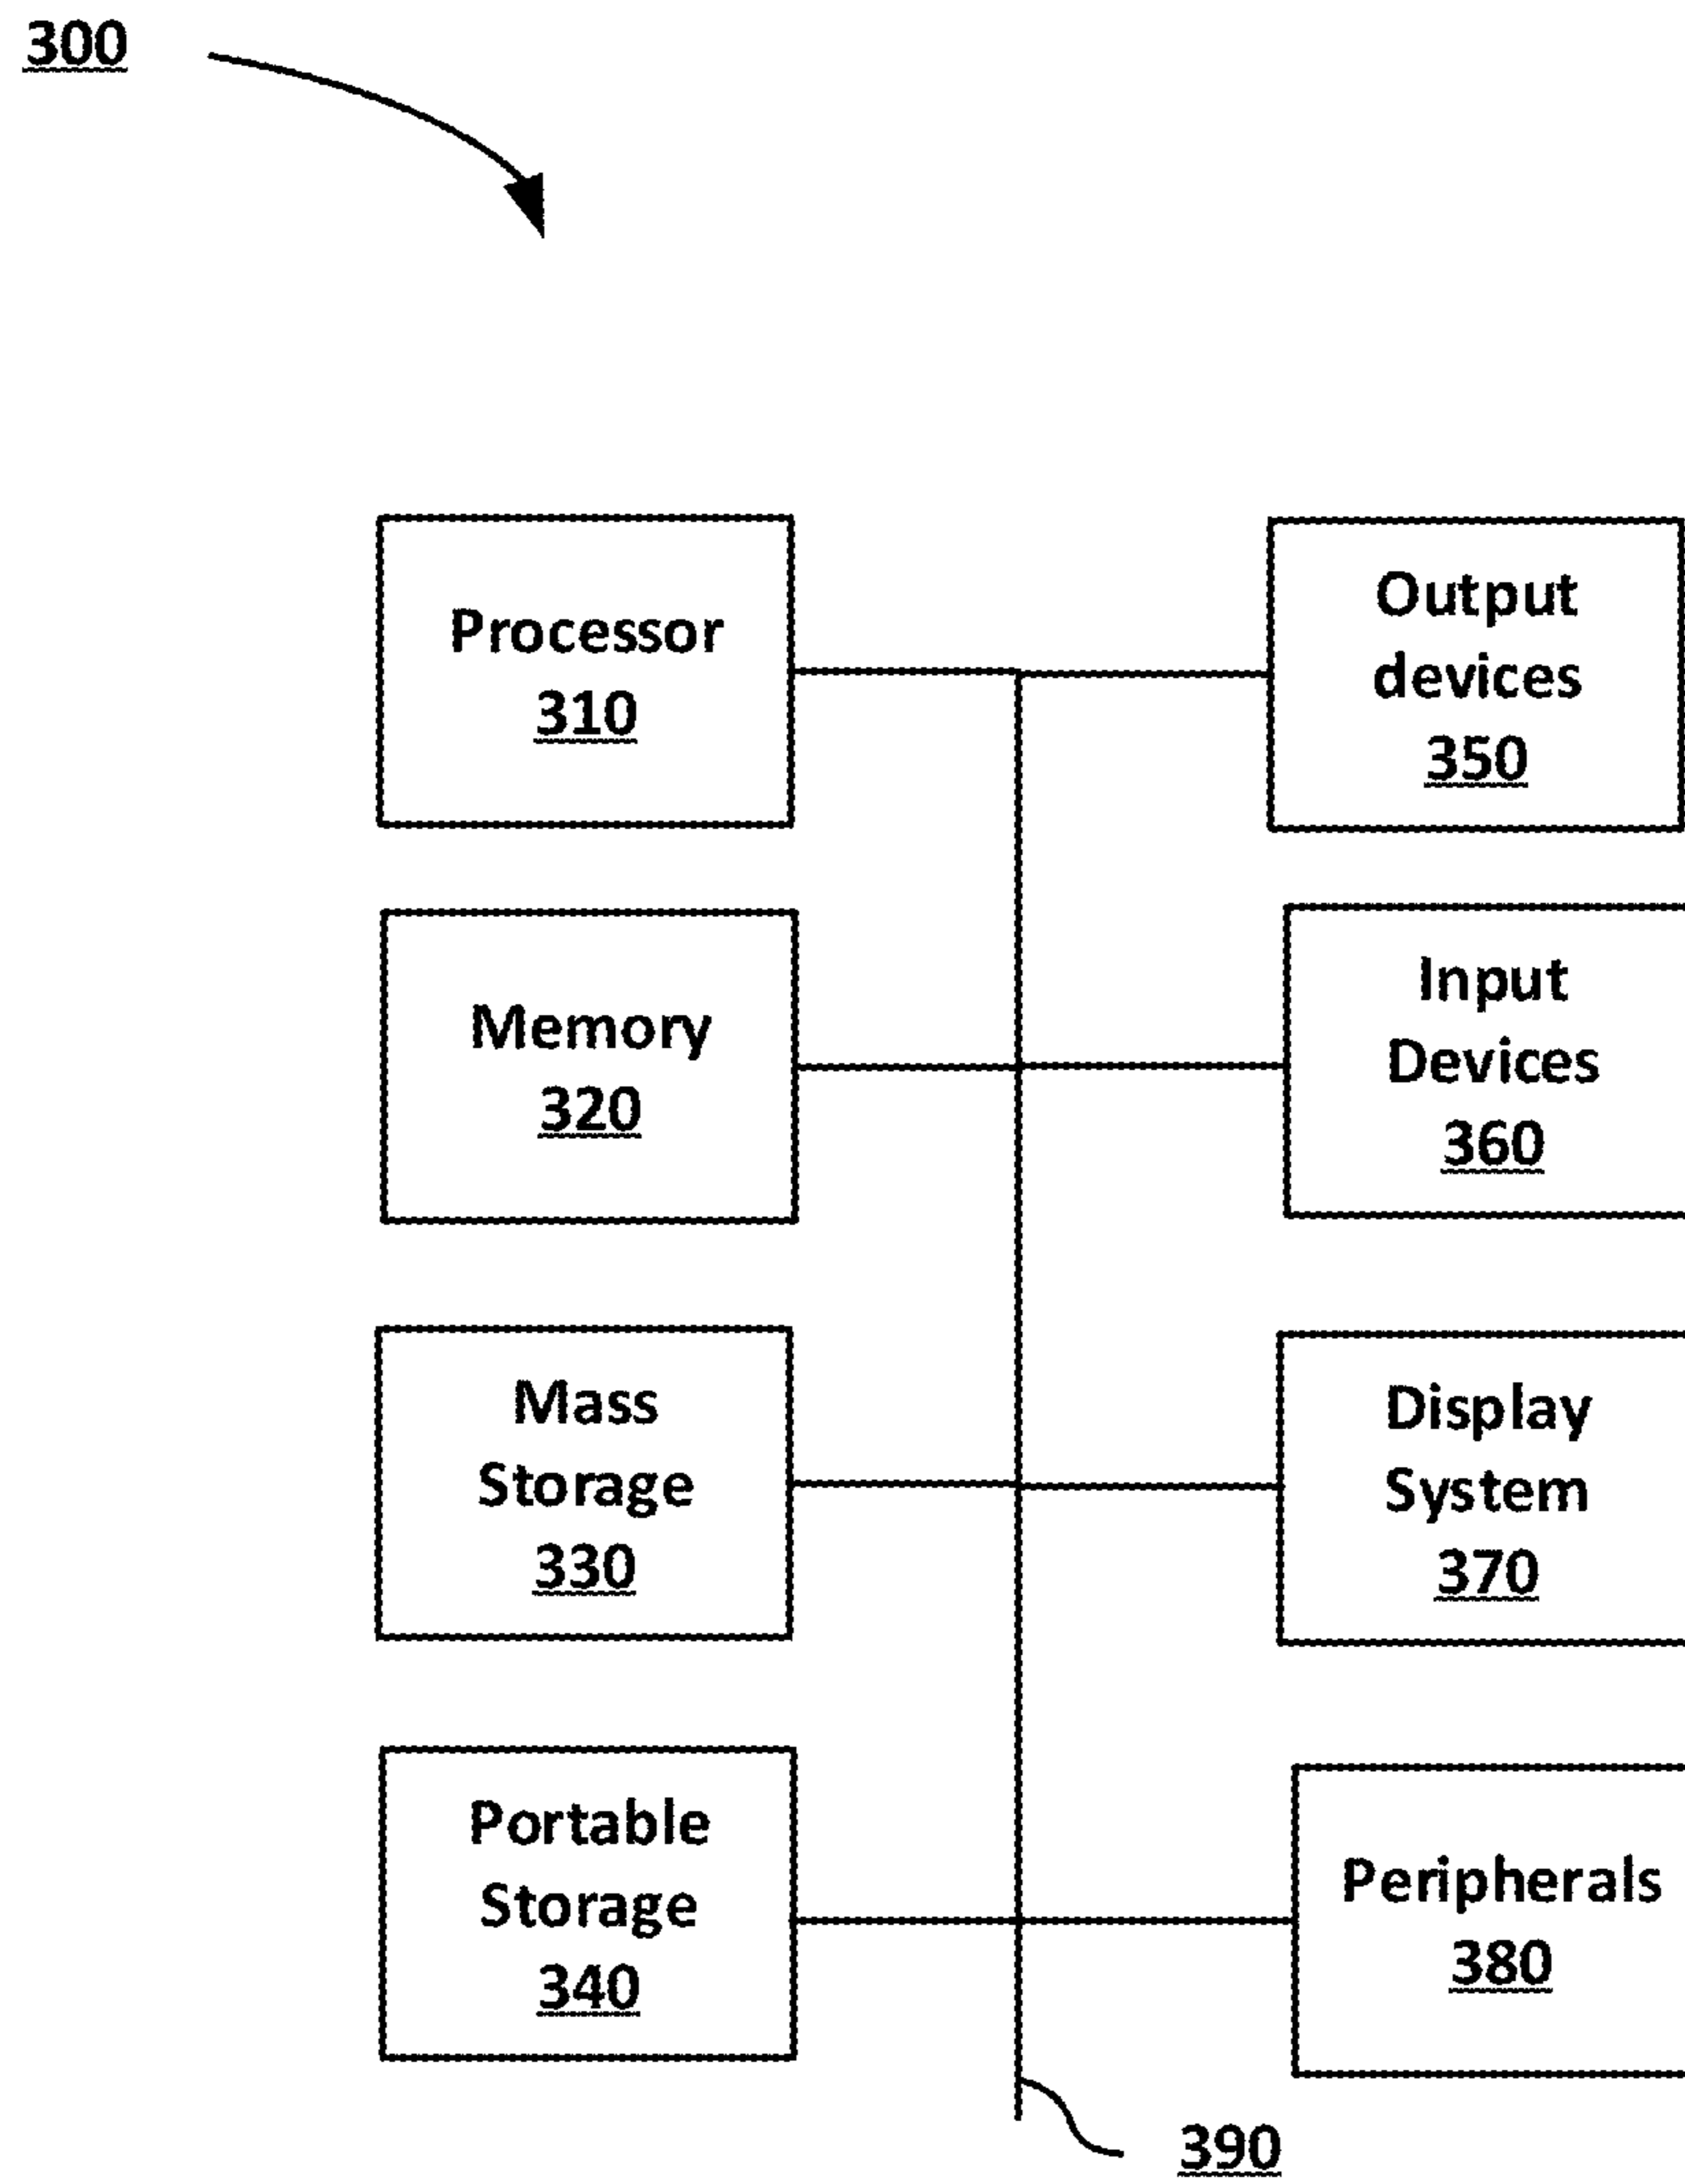 300
Processor
310
Output
devices
350
Memory
320
Input
Devices
360
Mass
Storage
330
Display
System
370
Portable
Storage
340
Peripherals
380
390